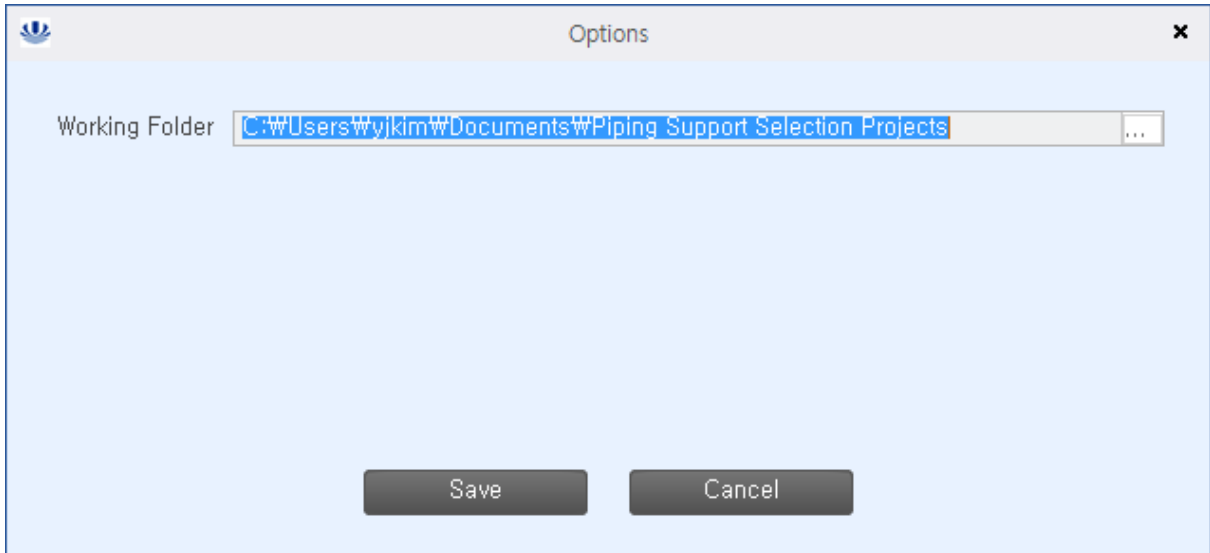 Options
Working Folder C:₩Users₩yjkim₩Documents₩Piping Support Selection Projects ...
Save Cancel